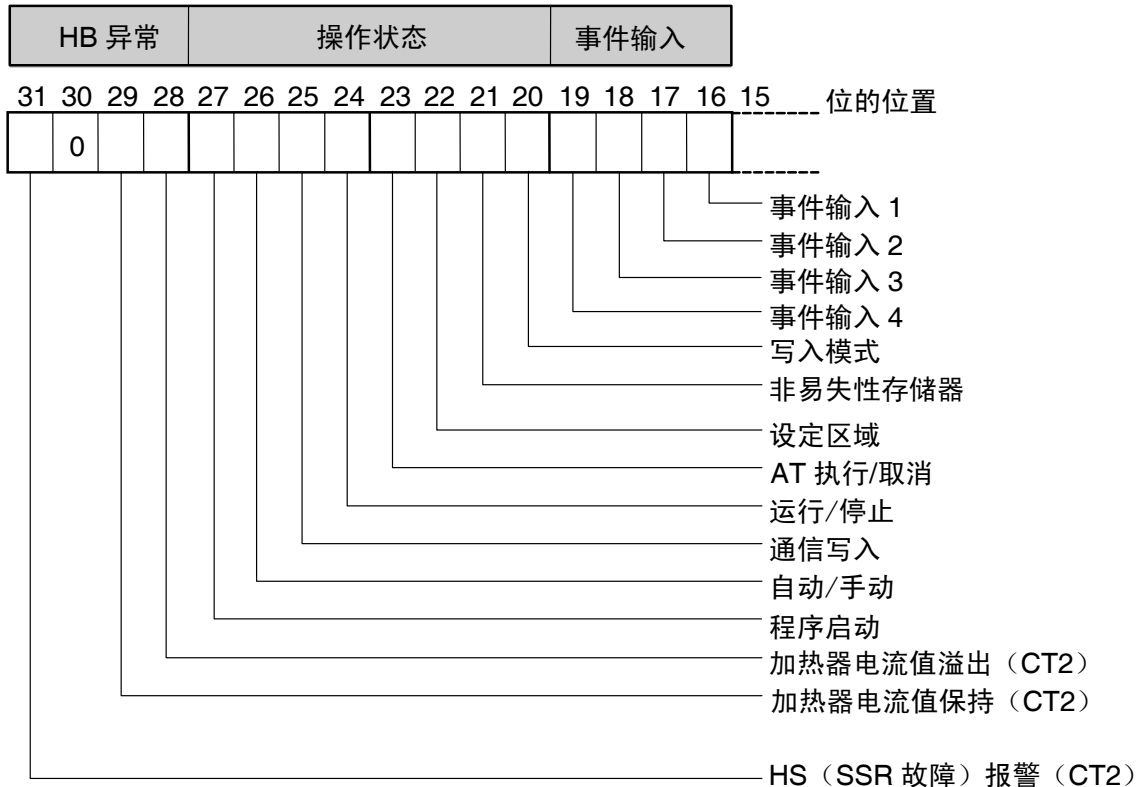 HB 异常 操作状态 事件输入
31 30 29 28 27 26 25 24 23 22 21 20 19 18 17 16 15 位的位置
0
事件输入 1
事件输入 2
事件输入 3
事件输入 4
写入模式
非易失性存储器
设定区域
AT 执行/取消
运行/停止
通信写入
自动/手动
程序启动
加热器电流值溢出（CT2）
加热器电流值保持（CT2）
HS（SSR 故障）报警（CT2）